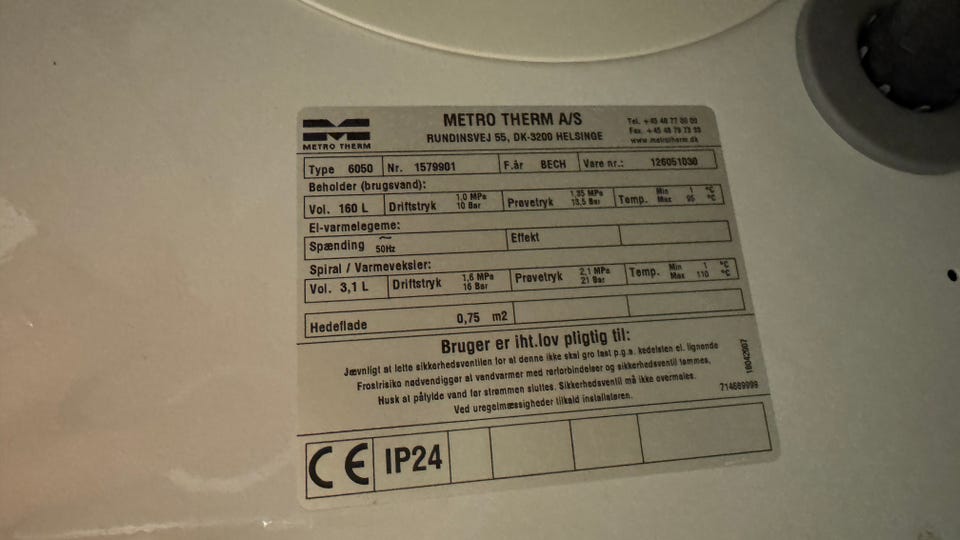 METRO THERM
METRO THERM A/S
RUNDINSVEJ 55, DK-3200 HELSINGE
www.metrotherm.dk
Type 6050 Nr. 1579901 F.år BECH Vare nr.: 126051030
Beholder (brugsvand):
Vol. 160 L Driftstryk 1,0 MPa 10 Bar Prøvetryk 1,35 MPa 13,5 Bar Temp. Min 1 °C Max 95 °C
El-varmelegeme:
Spænding ~ 50Hz Effekt
Spiral / Varmeveksler:
Vol. 3,1 L Driftstryk 1,6 MPa 16 Bar Prøvetryk 2,1 MPa 21 Bar Temp. Min 1 °C Max 110 °C
Hedeflade 0,75 m2
Bruger er iht.lov pligtig til:
Jævnligt at lette sikkerhedsventilen for at denne ikke skal gro fast p.g.a. kedelsten el. lignende
Frostrisiko nødvendiggør at vandvarmer med rørforbindelser og sikkerhedsventil tømmes.
Husk at påfylde vand før strømmen sluttes. Sikkerhedsventil må ikke overmales.
Ved uregelmæssigheder tilkald installatøren.
18042007
714669999
CE IP24